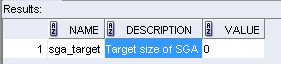 Results:
NAME DESCRIPTION VALUE
1 sga_target Target size of SGA 0